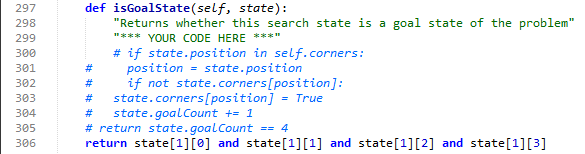 297 def isGoalState(self, state):
298 "Returns whether this search state is a goal state of the problem"
299 "*** YOUR CODE HERE ***"
300 # if state.position in self.corners:
301 # position = state.position
302 # if not state.corners[position]:
303 # state.corners[position] = True
304 # state.goalCount += 1
305 # return state.goalCount == 4
306 return state[1][0] and state[1][1] and state[1][2] and state[1][3]